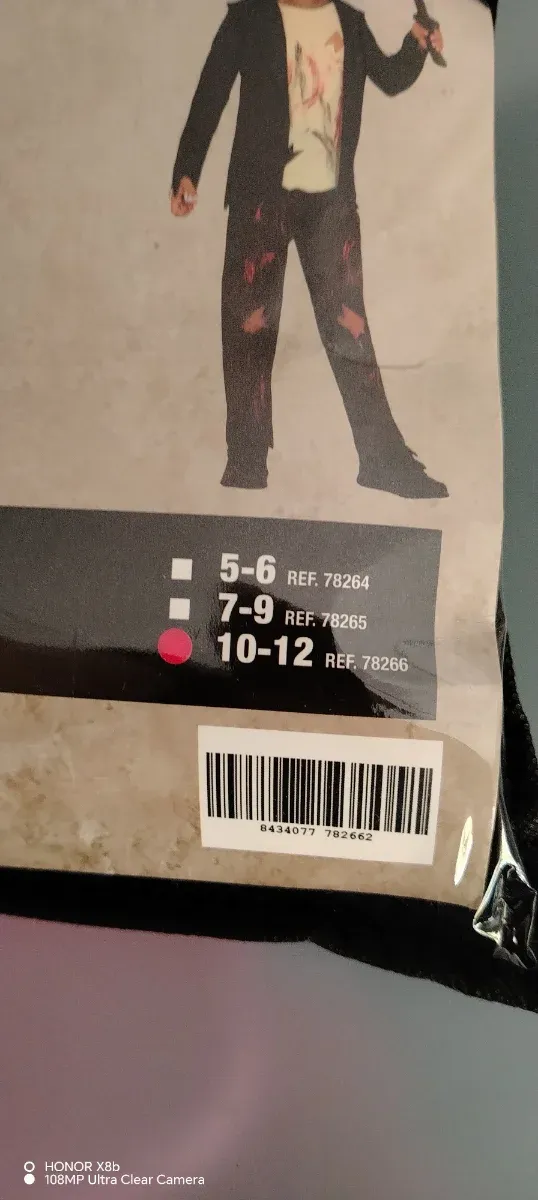 5-6 REF. 78264
7-9 REF. 78265
10-12 REF. 78266
8434077 782662
HONOR X8b
108MP Ultra Clear Camera